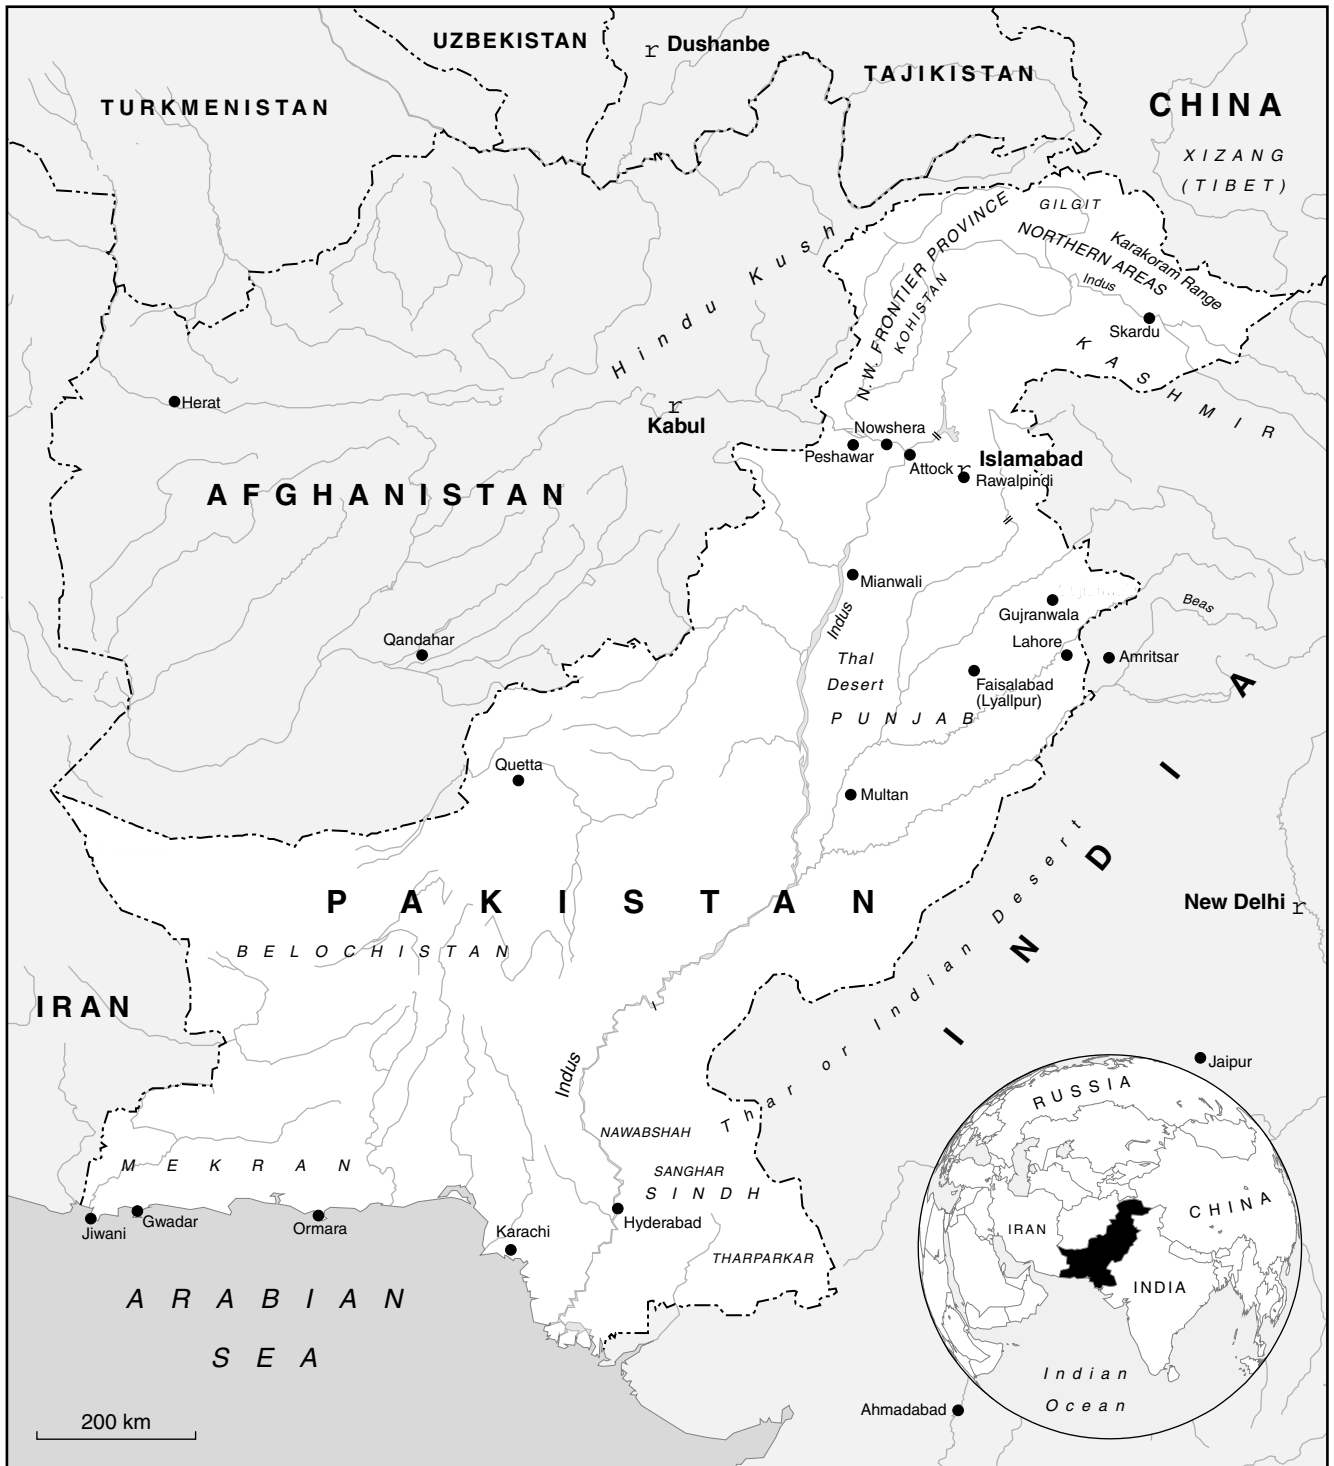 UZBEKISTAN
r Dushanbe
TAJIKISTAN
TURKMENISTAN
CHINA
XIZANG
(TIBET)
GILGIT
N.W. FRONTIER PROVINCE
NORTHERN AREAS
Karakoram Range
Hindu Kush
KOHISTAN
Indus
Skardu
KASHMIR
Herat
r
Kabul
Nowshera
Peshawar
Attock
r
Islamabad
Rawalpindi
AFGHANISTAN
Mianwali
Indus
Gujranwala
Beas
Qandahar
Lahore
Amritsar
Thal
Desert
Faisalabad
(Lyallpur)
PUNJAB
INDIA
Quetta
Multan
PAKISTAN
New Delhi r
BELOCHISTAN
Thar or Indian Desert
IRAN
Indus
Jaipur
NAWABSHAH
MEKRAN
SANGHAR
SINDH
Jiwani
Gwadar
Ormara
Karachi
Hyderabad
THARPARKAR
ARABIAN
SEA
RUSSIA
CHINA
IRAN
INDIA
Indian
Ocean
Ahmadabad
200 km